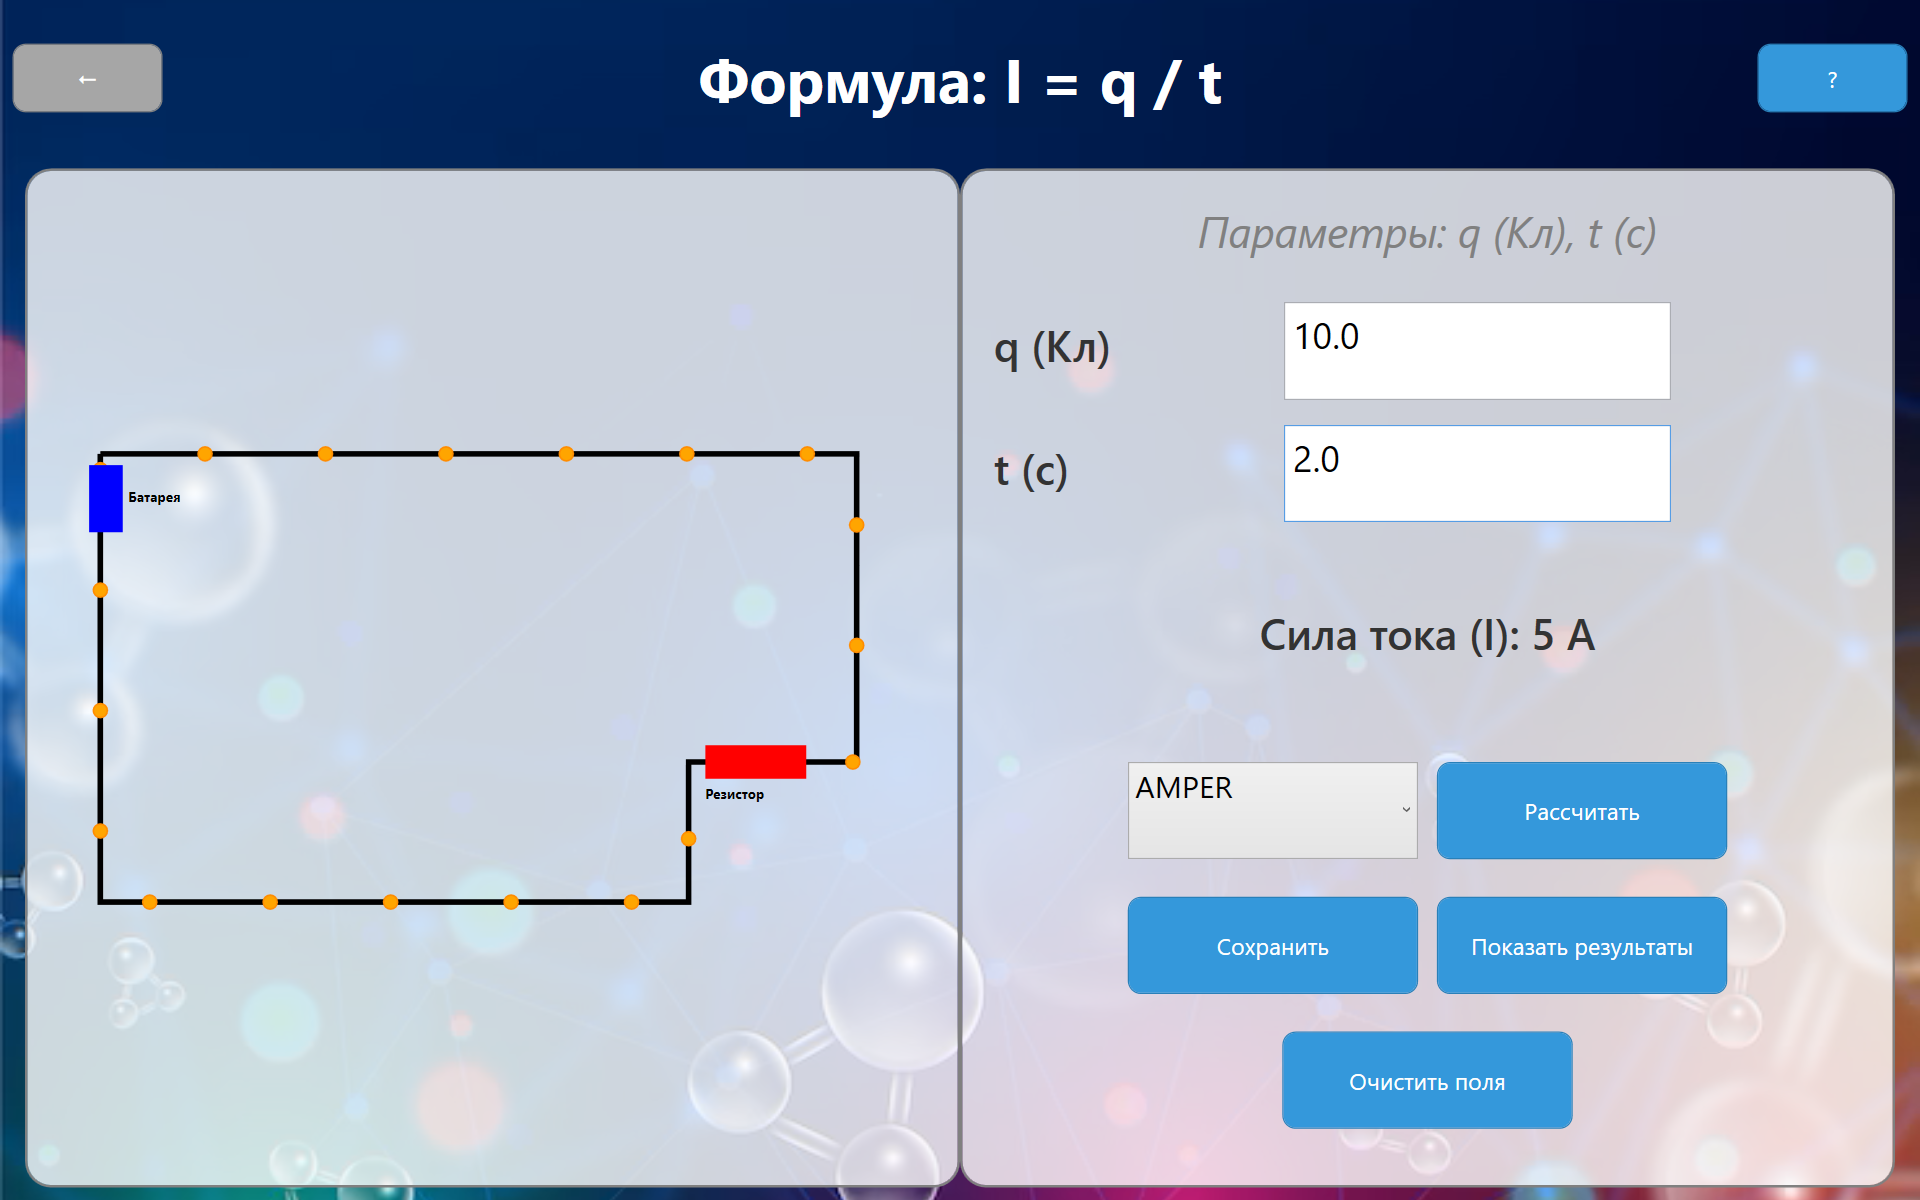 ←
Формула: I = q / t
?
Батарея
Резистор
Параметры: q (Кл), t (с)
q (Кл)
10.0
t (с)
2.0
Сила тока (I): 5 А
AMPER
Рассчитать
Сохранить
Показать результаты
Очистить поля